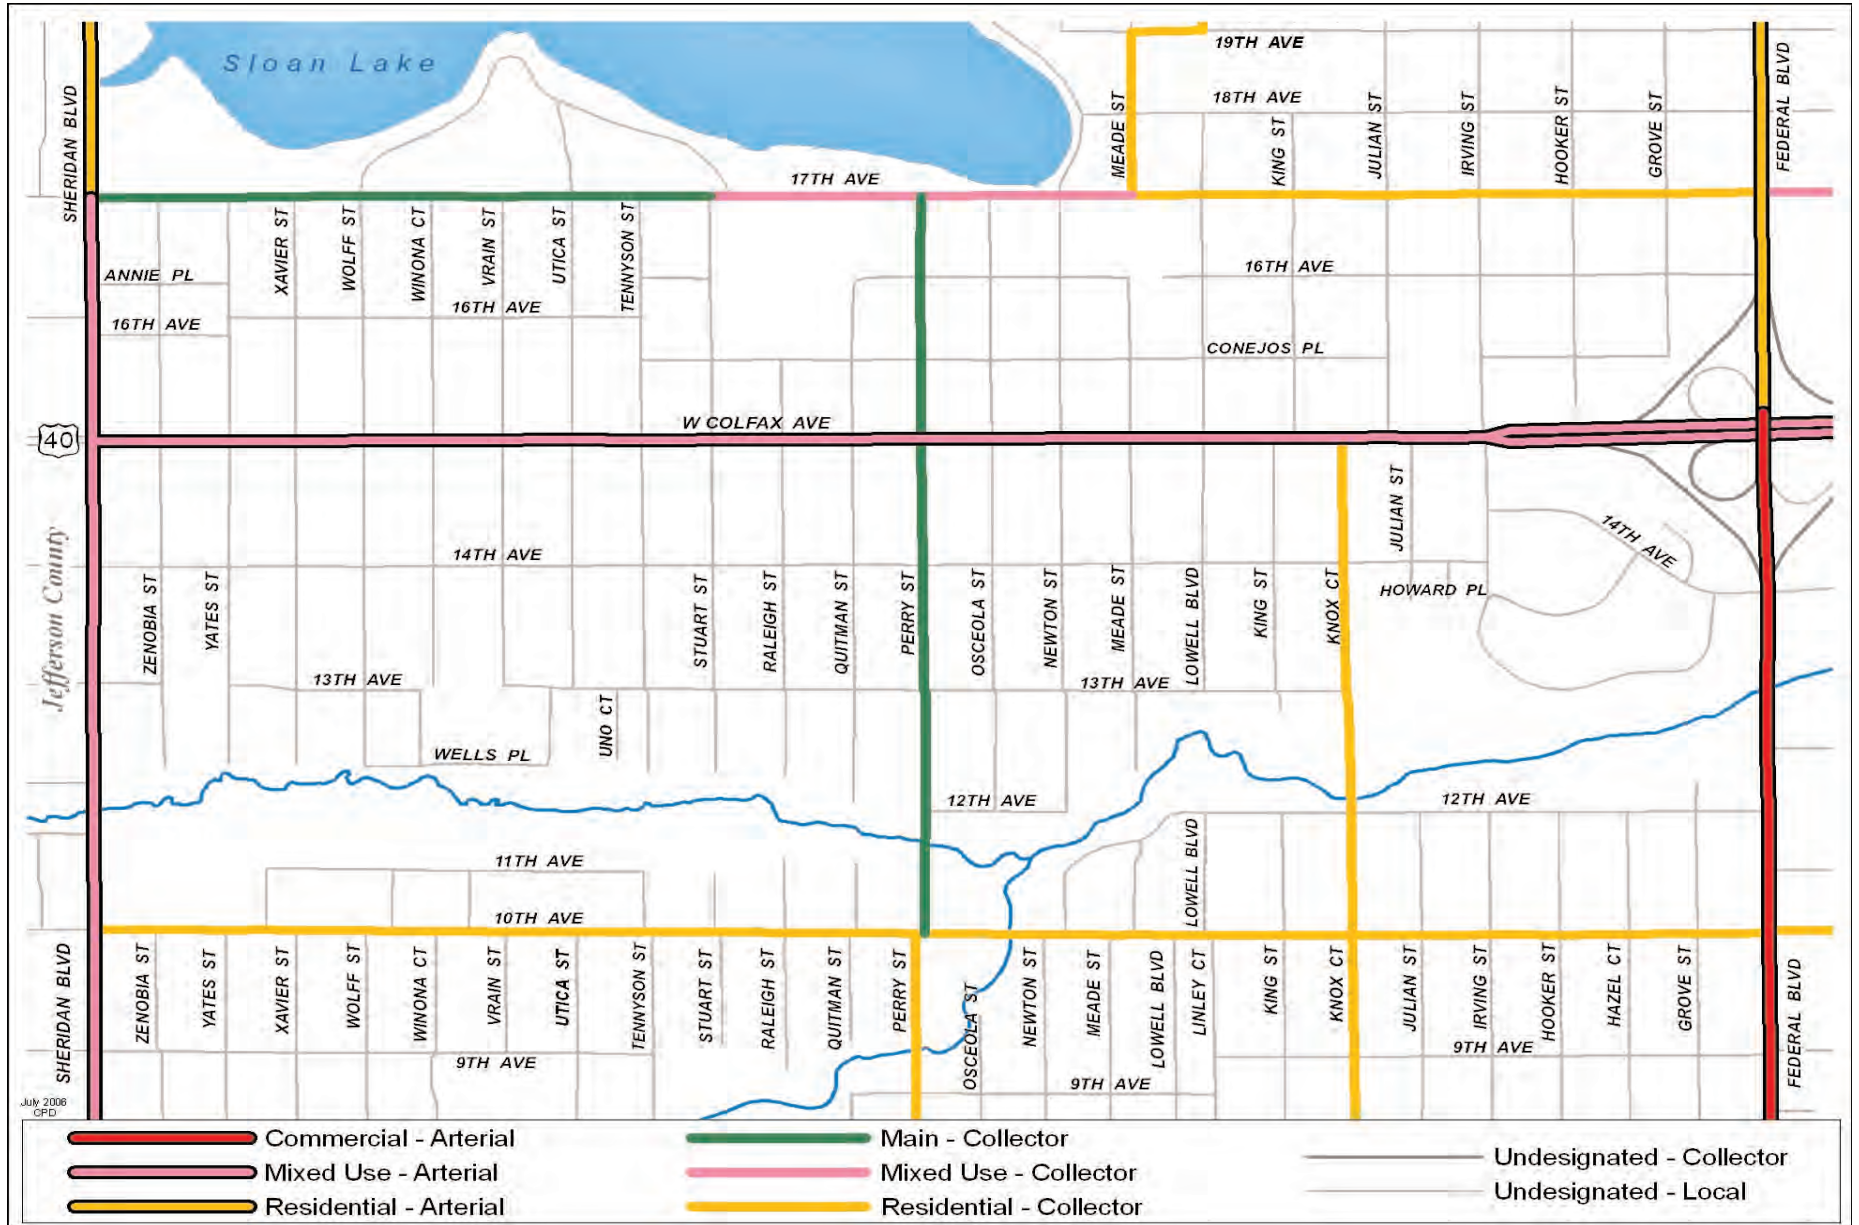 Sloan Lake
19TH AVE
18TH AVE
SHERIDAN BLVD
MEADE ST
KING ST
JULIAN ST
IRVING ST
HOOKER ST
GROVE ST
FEDERAL BLVD
17TH AVE
XAVIER ST
WOLFF ST
WINONA CT
VRAIN ST
UTICA ST
TENNYSON ST
ANNIE PL
16TH AVE
16TH AVE
16TH AVE
CONEJOS PL
W COLFAX AVE
40
Jefferson County
JULIAN ST
14TH AVE
14TH AVE
HOWARD PL
ZENOBIA ST
YATES ST
STUART ST
RALEIGH ST
QUITMAN ST
PERRY ST
OSCEOLA ST
NEWTON ST
MEADE ST
LOWELL BLVD
KING ST
KNOX CT
13TH AVE
13TH AVE
UNO CT
WELLS PL
12TH AVE
12TH AVE
LOWELL BLVD
11TH AVE
10TH AVE
SHERIDAN BLVD
ZENOBIA ST
YATES ST
XAVIER ST
WOLFF ST
WINONA CT
VRAIN ST
UTICA ST
TENNYSON ST
STUART ST
RALEIGH ST
QUITMAN ST
PERRY ST
OSCEOLA ST
NEWTON ST
MEADE ST
LOWELL BLVD
LINLEY CT
KING ST
KNOX CT
JULIAN ST
IRVING ST
HOOKER ST
HAZEL CT
GROVE ST
FEDERAL BLVD
9TH AVE
9TH AVE
9TH AVE
July 2006
CPD
Commercial - Arterial
Mixed Use - Arterial
Residential - Arterial
Main - Collector
Mixed Use - Collector
Residential - Collector
Undesignated - Collector
Undesignated - Local